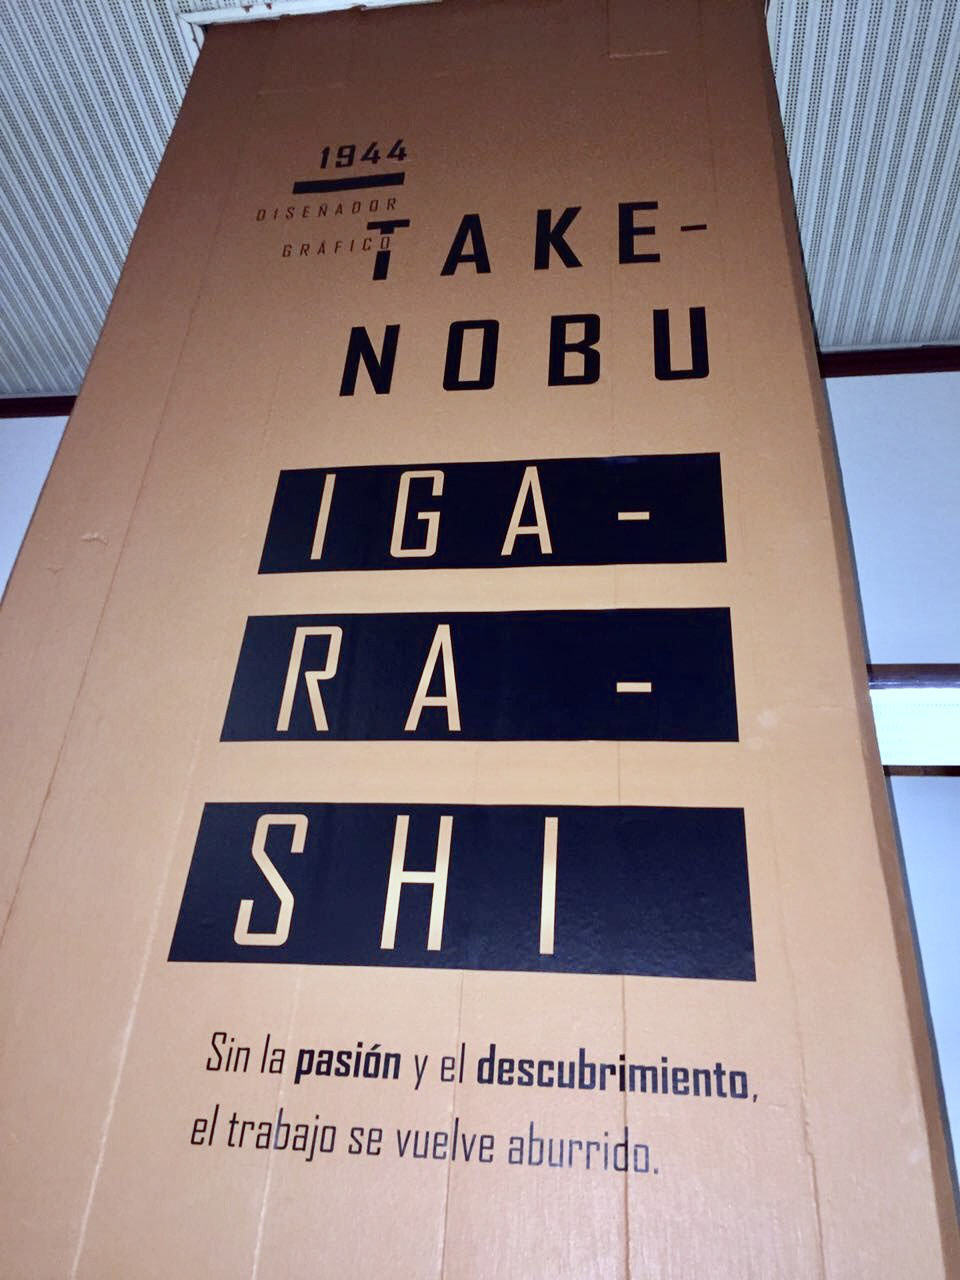 1944
DISEÑADOR
GRÁFICO
TAKE-
NOBU
IGA-
RA-
SHI
Sin la pasión y el descubrimiento,
el trabajo se vuelve aburrido.